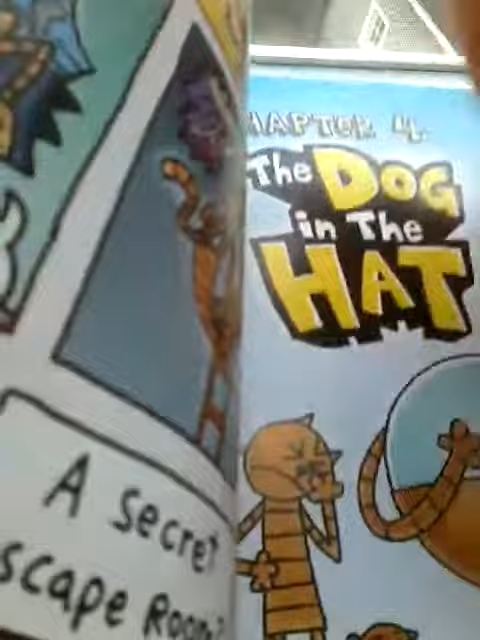 A secret
scape Room?
HAPTER 4.
The DOG
in The
HAT